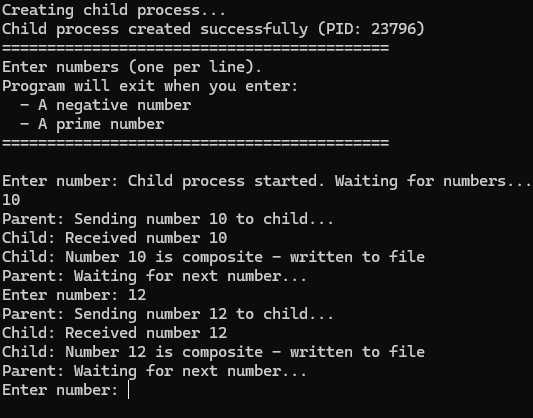 Creating child process...
Child process created successfully (PID: 23796)
===========================================
Enter numbers (one per line).
Program will exit when you enter:
  - A negative number
  - A prime number
===========================================
Enter number: Child process started. Waiting for numbers...
10
Parent: Sending number 10 to child...
Child: Received number 10
Child: Number 10 is composite - written to file
Parent: Waiting for next number...
Enter number: 12
Parent: Sending number 12 to child...
Child: Received number 12
Child: Number 12 is composite - written to file
Parent: Waiting for next number...
Enter number: